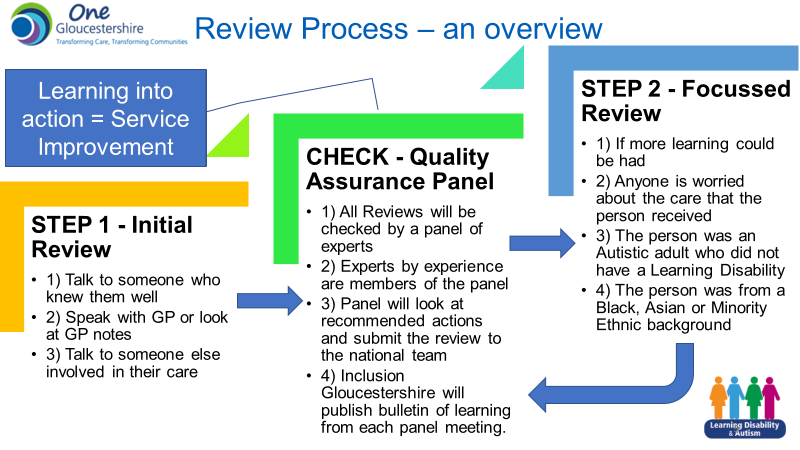 One
Gloucestershire
Transforming Care, Transforming Communities
Review Process – an overview
Learning into
action = Service
Improvement
STEP 1 - Initial
Review
• 1) Talk to someone who
knew them well
• 2) Speak with GP or look
at GP notes
• 3) Talk to someone else
involved in their care
CHECK - Quality
Assurance Panel
• 1) All Reviews will be
checked by a panel of
experts
• 2) Experts by experience
are members of the panel
• 3) Panel will look at
recommended actions
and submit the review to
the national team
• 4) Inclusion
Gloucestershire will
publish bulletin of learning
from each panel meeting.
STEP 2 - Focussed
Review
• 1) If more learning could
be had
• 2) Anyone is worried
about the care that the
person received
• 3) The person was an
Autistic adult who did not
have a Learning Disability
• 4) The person was from a
Black, Asian or Minority
Ethnic background
Learning Disability
& Autism